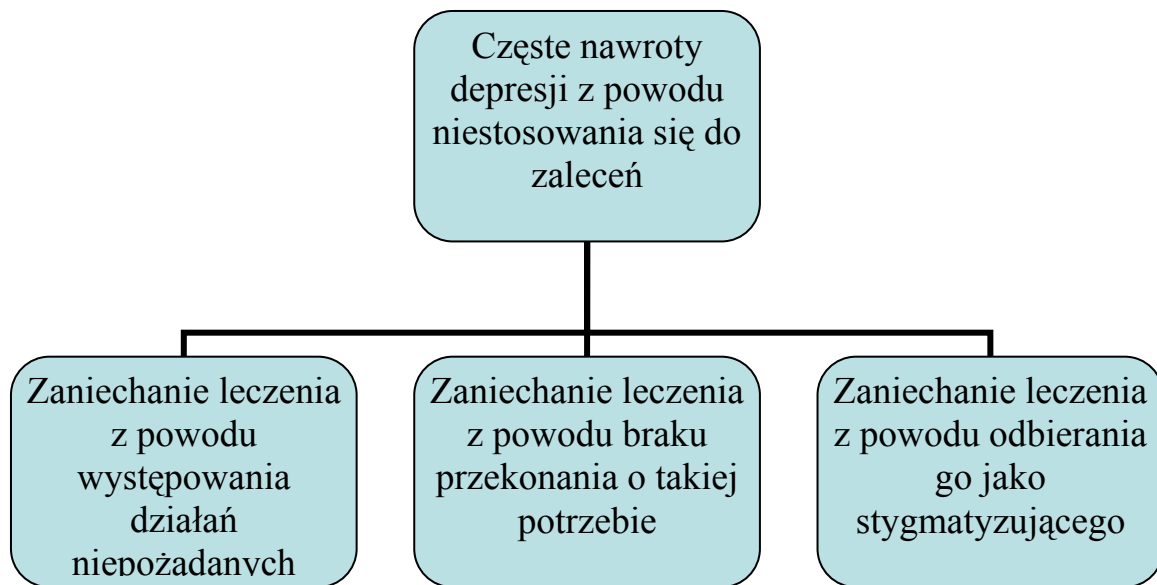 Częste nawroty
depresji z powodu
niestosowania się do
zaleceń
Zaniechanie leczenia
z powodu
występowania
działań
niepożądanych
Zaniechanie leczenia
z powodu braku
przekonania o takiej
potrzebie
Zaniechanie leczenia
z powodu odbierania
go jako
stygmatyzującego